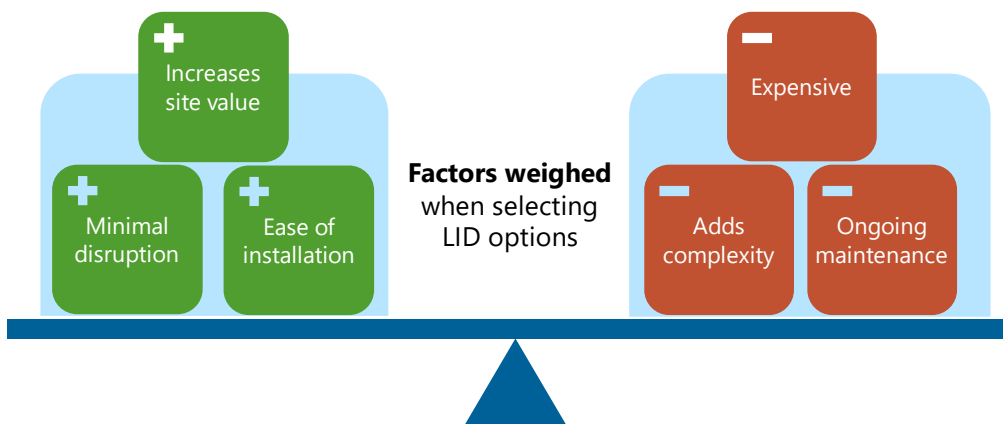 Increases
site value
Minimal
disruption
Ease of
installation
Factors weighed
when selecting
LID options
Expensive
Adds
complexity
Ongoing
maintenance